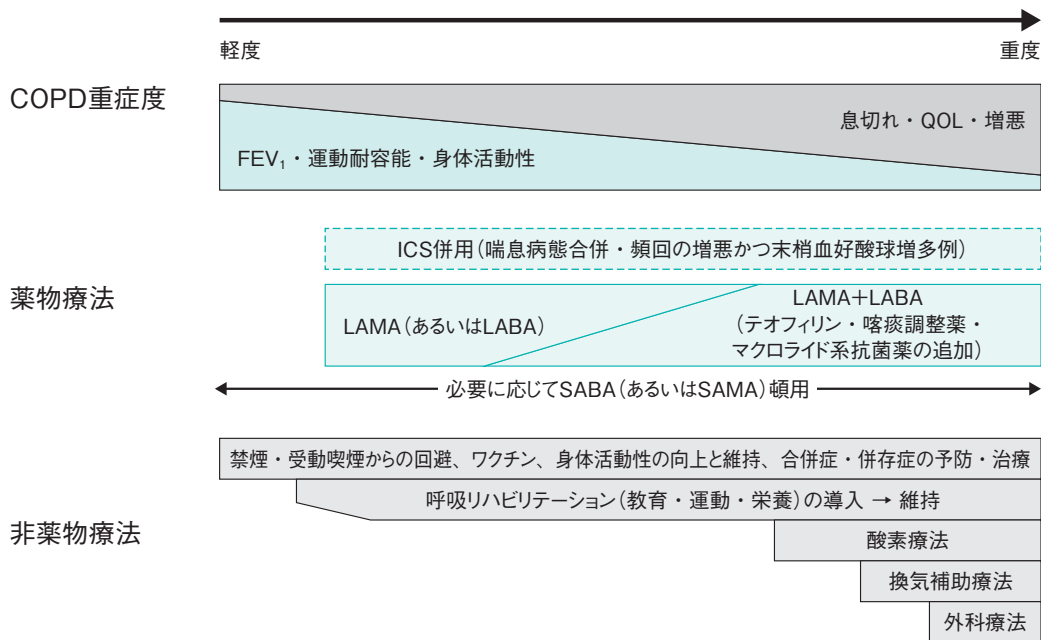 軽度
重度
COPD重症度
息切れ・QOL・増悪
FEV₁・運動耐容能・身体活動性
ICS併用(喘息病態合併・頻回の増悪かつ末梢血好酸球増多例)
薬物療法
LAMA(あるいはLABA)
LAMA+LABA
(テオフィリン・喀痰調整薬・
マクロライド系抗菌薬の追加)
必要に応じてSABA(あるいはSAMA)頓用
禁煙・受動喫煙からの回避、ワクチン、身体活動性の向上と維持、合併症・併存症の予防・治療
呼吸リハビリテーション(教育・運動・栄養)の導入 → 維持
非薬物療法
酸素療法
換気補助療法
外科療法